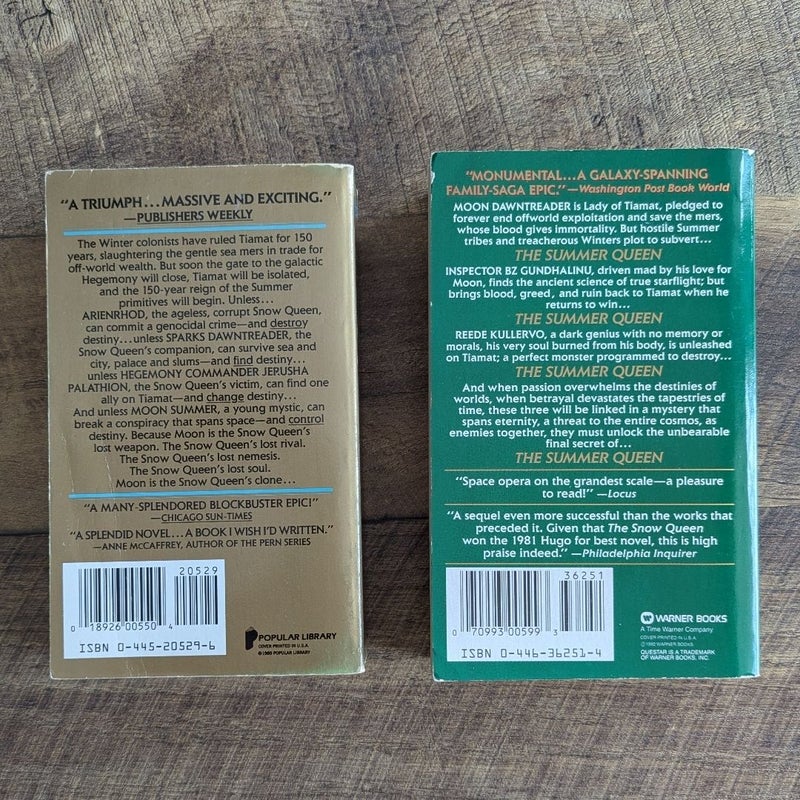 "A TRIUMPH...MASSIVE AND EXCITING."
—PUBLISHERS WEEKLY
The Winter colonists have ruled Tiamat for 150
years, slaughtering the gentle sea mers in trade for
off-world wealth. But soon the gate to the galactic
Hegemony will close, Tiamat will be isolated,
and the 150-year reign of the Summer
primitives will begin. Unless...
ARIENRHOD, the ageless, corrupt Snow Queen,
can commit a genocidal crime—and destroy
destiny...unless SPARKS DAWNTREADER, the
Snow Queen's companion, can survive sea and
city, palace and slums—and find destiny...
unless HEGEMONY COMMANDER JERUSHA
PALATHION, the Snow Queen's victim, can find one
ally on Tiamat—and change destiny...
And unless MOON SUMMER, a young mystic, can
break a conspiracy that spans space—and control
destiny. Because Moon is the Snow Queen's
lost weapon. The Snow Queen's lost rival.
The Snow Queen's lost nemesis.
The Snow Queen's lost soul.
Moon is the Snow Queen's clone...
"A MANY-SPLENDORED BLOCKBUSTER EPIC!"
—CHICAGO SUN-TIMES
"A SPLENDID NOVEL...A BOOK I WISH I'D WRITTEN."
—ANNE McCAFFREY, AUTHOR OF THE PERN SERIES
20529
0 18926 00550 4
ISBN 0-445-20529-6
POPULAR LIBRARY
COVER PRINTED IN U.S.A.
POPULAR LIBRARY
"MONUMENTAL...A GALAXY-SPANNING
FAMILY-SAGA EPIC." —Washington Post Book World
MOON DAWNTREADER is Lady of Tiamat, pledged to
forever end offworld exploitation and save the mers,
whose blood gives immortality. But hostile Summer
tribes and treacherous Winters plot to subvert...
THE SUMMER QUEEN
INSPECTOR BZ GUNDHALINU, driven mad by his love for
Moon, finds the ancient science of true starflight; but
brings blood, greed, and ruin back to Tiamat when he
returns to win...
THE SUMMER QUEEN
REEDE KULLERVO, a dark genius with no memory or
morals, his very soul burned from his body, is unleashed
on Tiamat; a perfect monster programmed to destroy...
THE SUMMER QUEEN
And when passion overwhelms the destinies of
worlds, when betrayal devastates the tapestries of
time, these three will be linked in a mystery that
spans eternity, a threat to the entire cosmos, as
enemies together, they must unlock the unbearable
final secret of...
THE SUMMER QUEEN
"Space opera on the grandest scale—a pleasure
to read!" —Locus
"A sequel even more successful than the works that
preceded it. Given that The Snow Queen
won the 1981 Hugo for best novel, this is high
praise indeed." —Philadelphia Inquirer
36251
0 70993 00599 3
ISBN 0-446-36251-4
WARNER BOOKS
A Time Warner Company
COVER PRINTED IN U.S.A.
WARNER BOOKS
QUESTAR IS A TRADEMARK
OF WARNER BOOKS, INC.